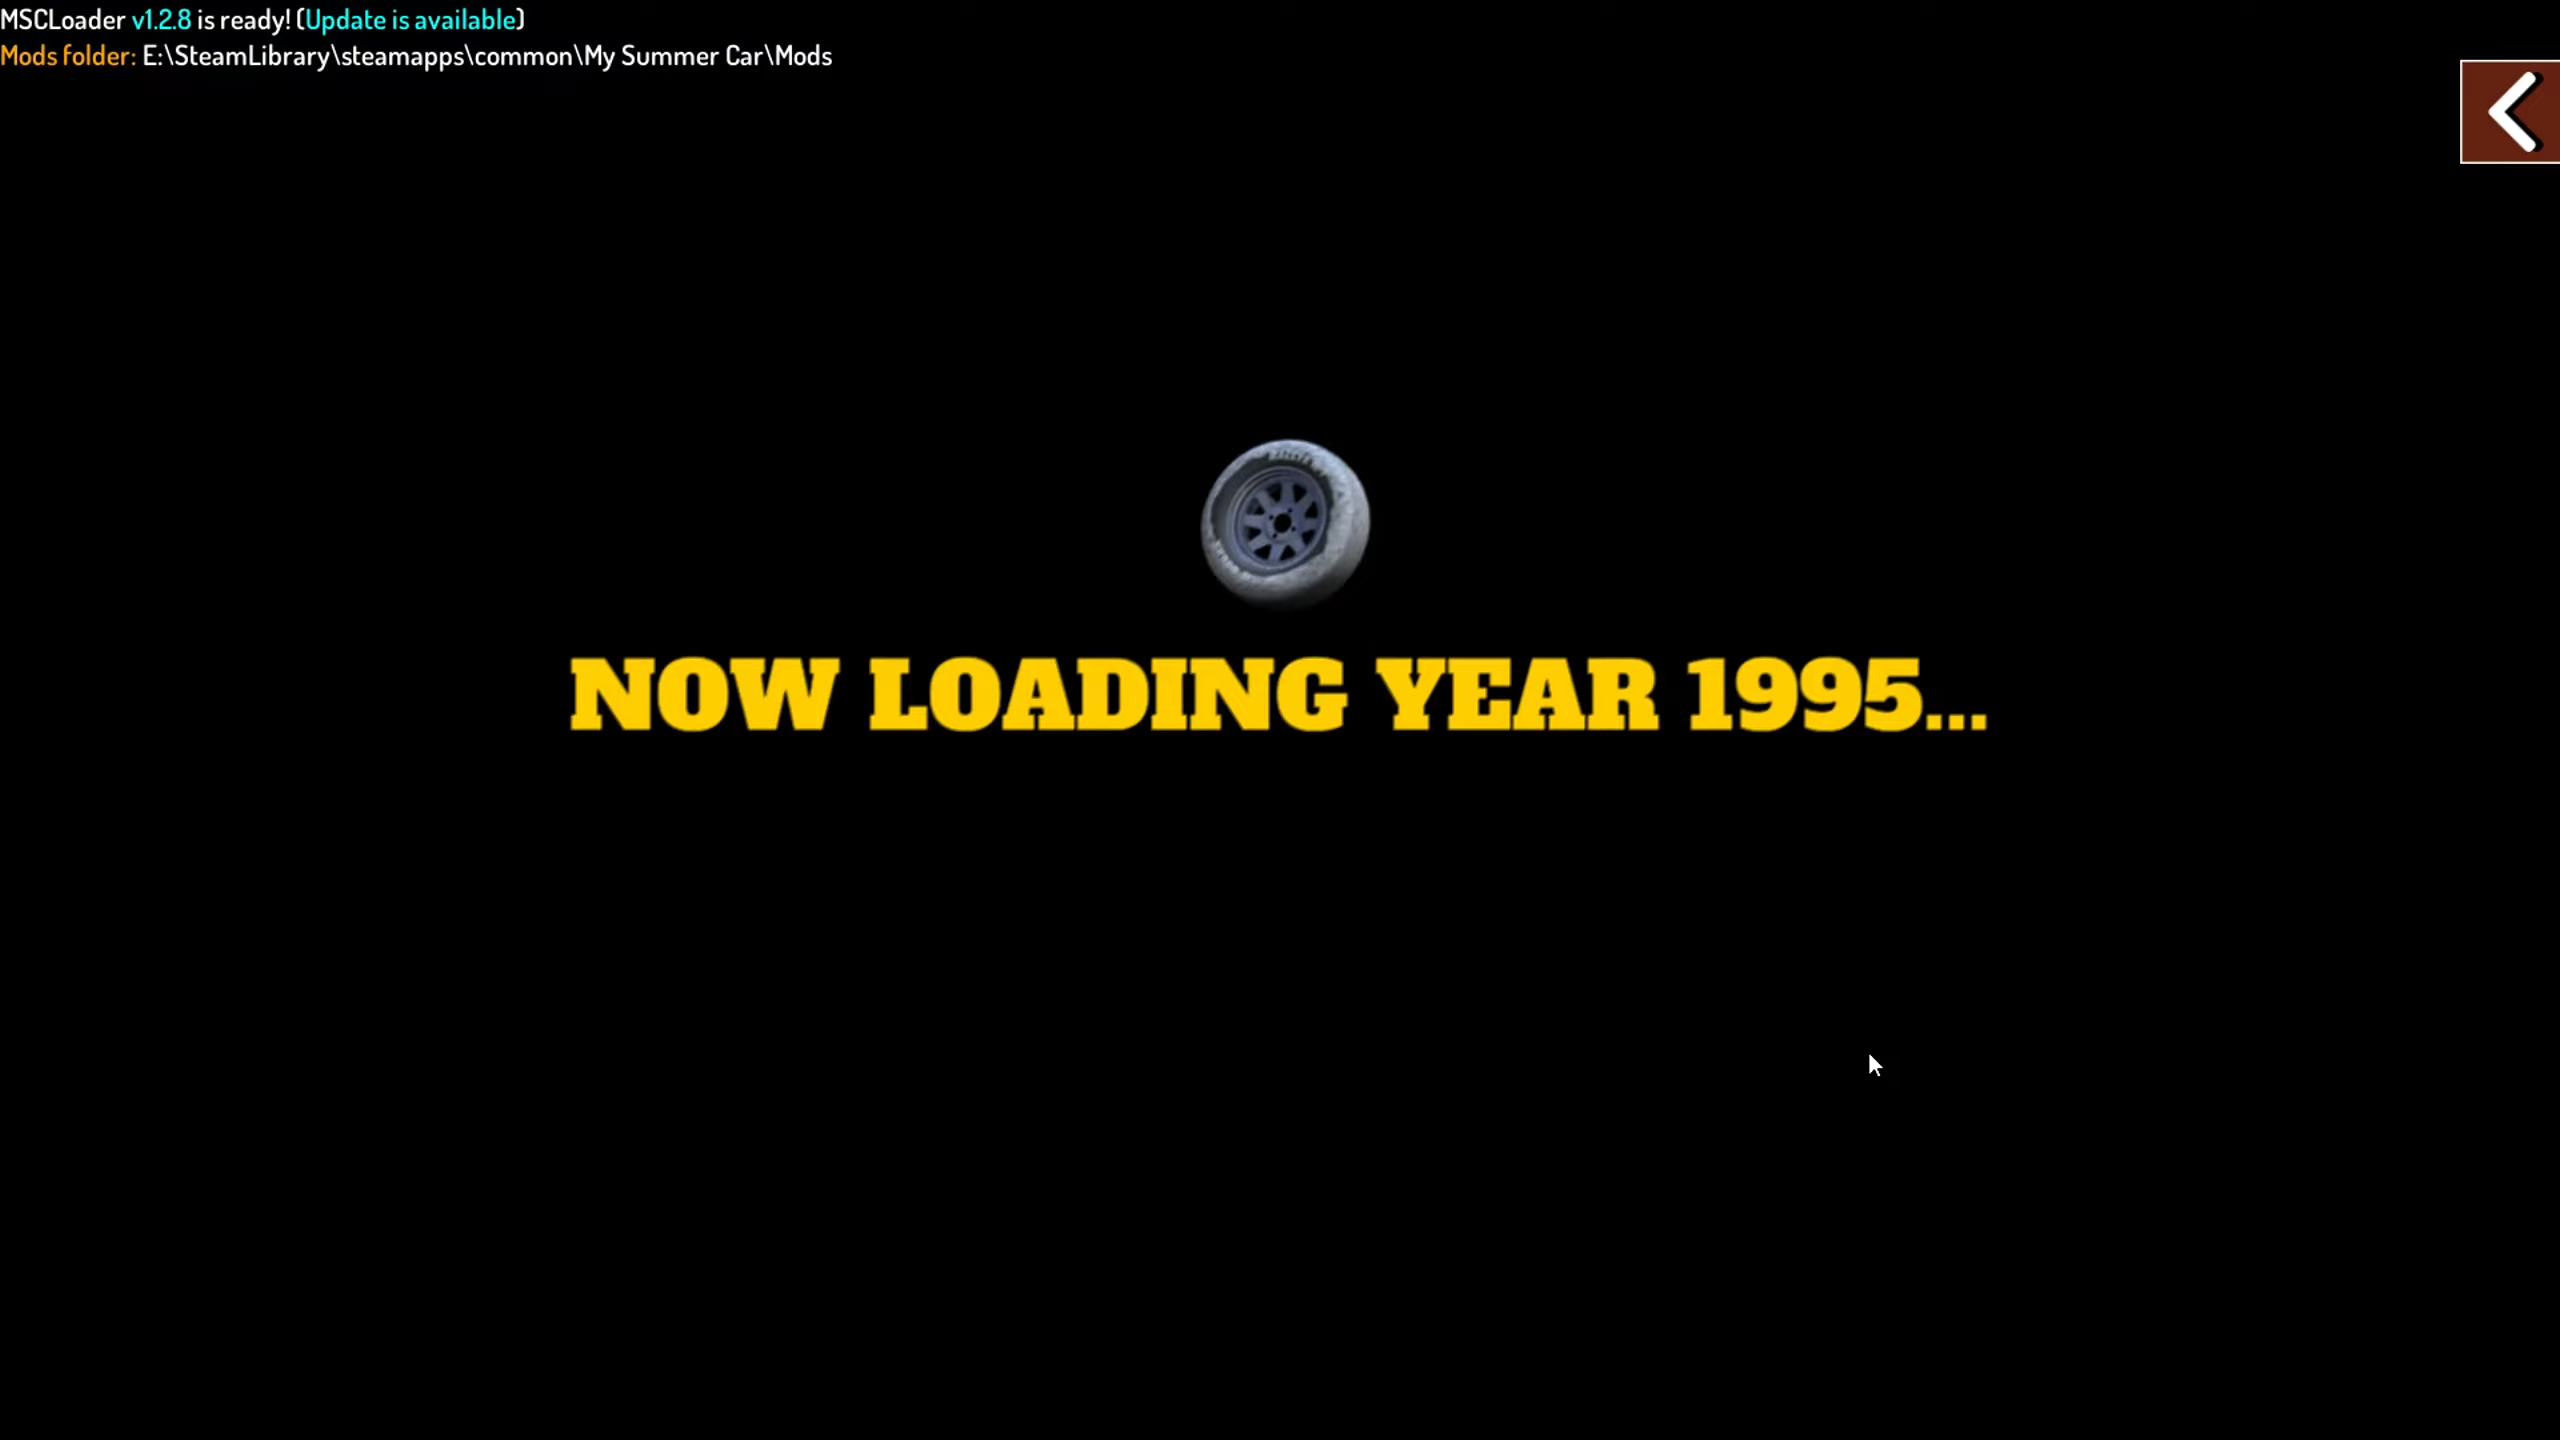 MSCLoader v1.2.8 is ready! (Update is available)
Mods folder: E:\SteamLibrary\steamapps\common\My Summer Car\Mods
NOW LOADING YEAR 1995...